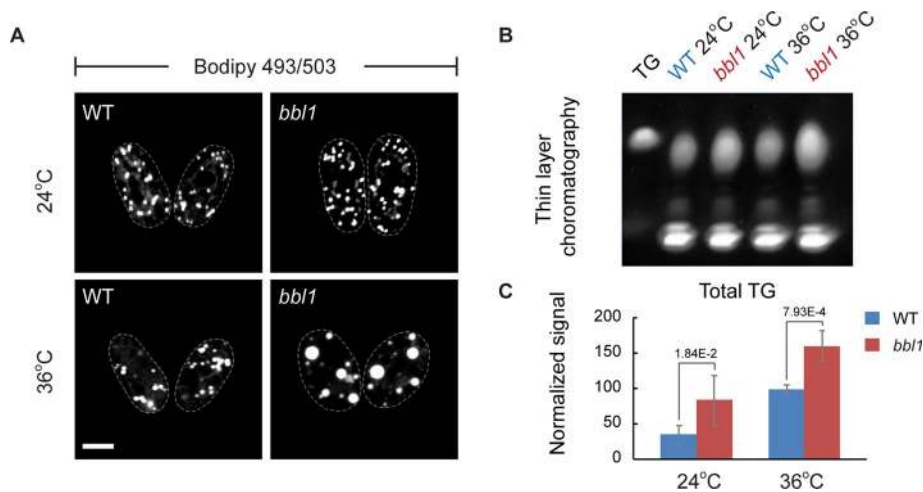 A
Bodipy 493/503
WT
bbl1
24°C
WT
bbl1
36°C
B
TG
WT 24°C
bbl1 24°C
WT 36°C
bbl1 36°C
Thin layer
choromatography
C
Total TG
Normalized signal
200
150
100
50
0
1.84E-2
7.93E-4
24°C
36°C
WT
bbl1